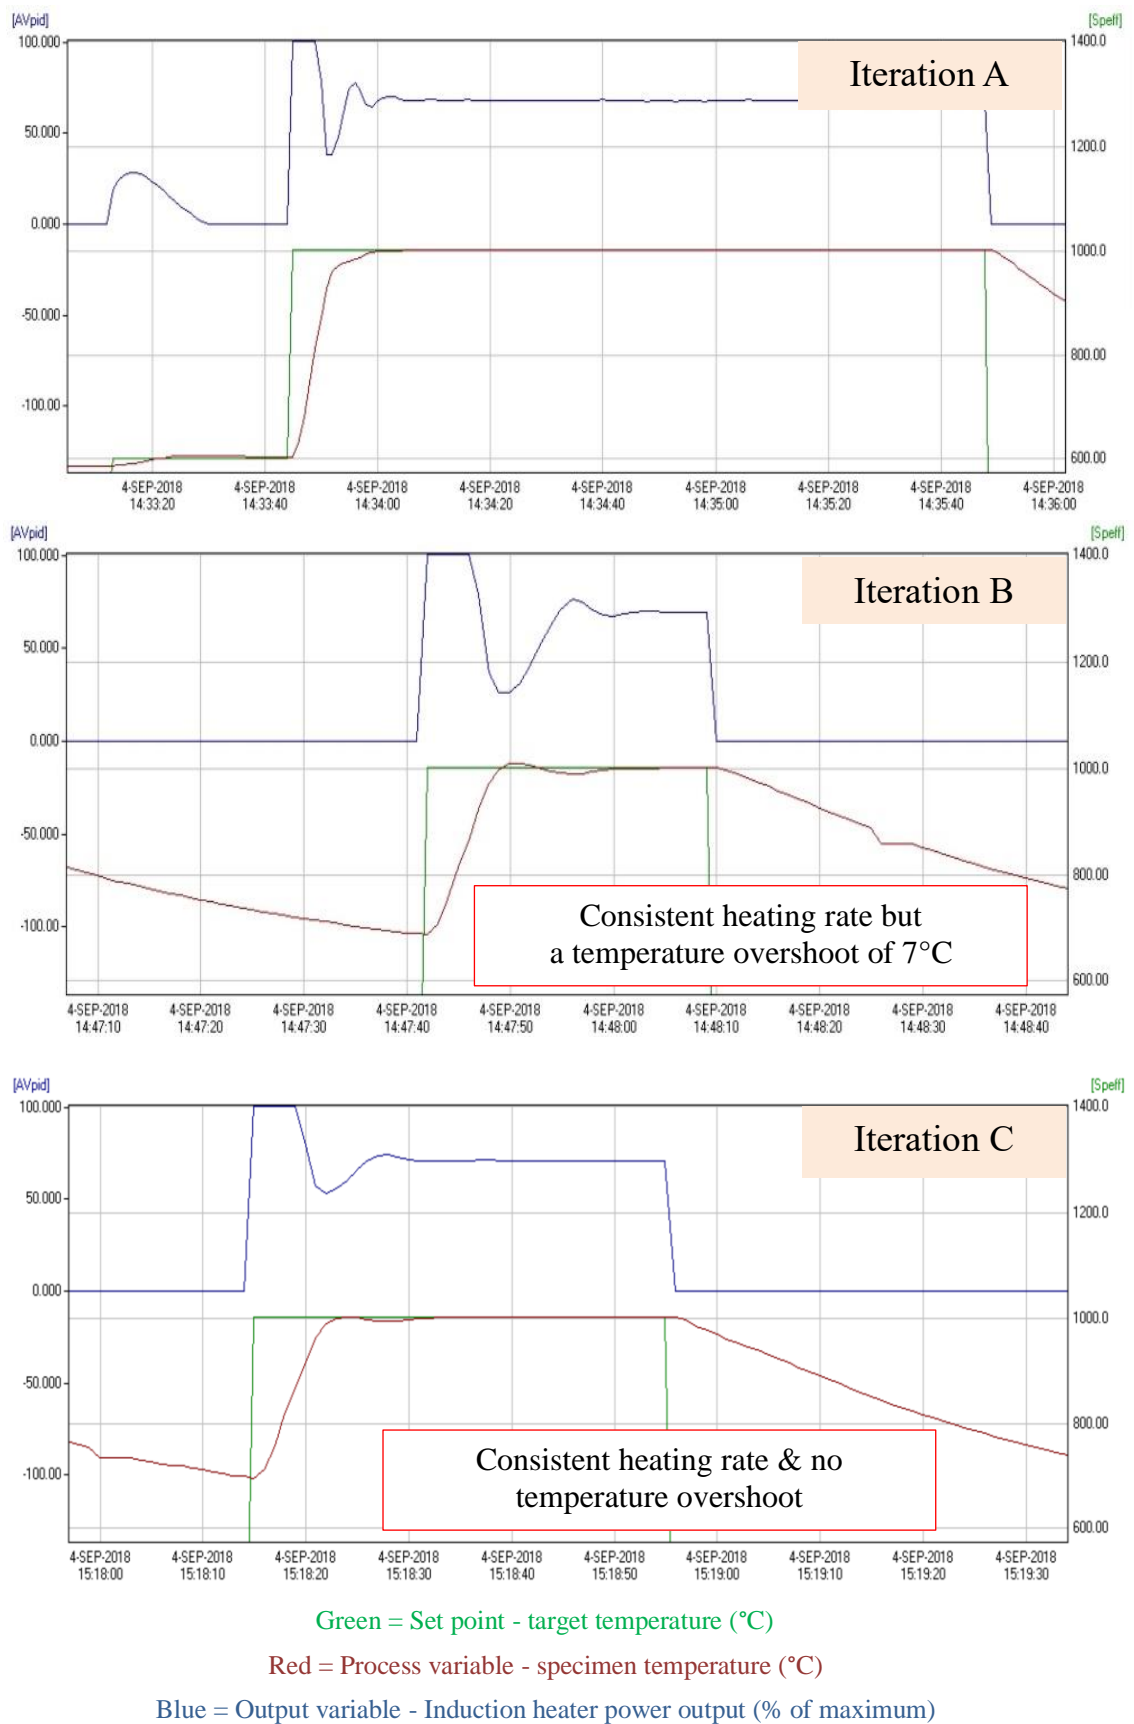 [AVpid] [Speff]
100.000 1400.0
Iteration A
50.000
1200.0
0.000
1000.0
-50.000
800.00
-100.00
600.00
4-SEP-2018 4-SEP-2018 4-SEP-2018 4-SEP-2018 4-SEP-2018 4-SEP-2018 4-SEP-2018 4-SEP-2018 4-SEP-2018
14:33:20 14:33:40 14:34:00 14:34:20 14:34:40 14:35:00 14:35:20 14:35:40 14:36:00
[AVpid] [Speff]
100.000 1400.0
Iteration B
50.000
1200.0
0.000
1000.0
-50.000
800.00
Consistent heating rate but
-100.00
a temperature overshoot of 7°C
600.00
4-SEP-2018 4-SEP-2018 4-SEP-2018 4-SEP-2018 4-SEP-2018 4-SEP-2018 4-SEP-2018 4-SEP-2018 4-SEP-2018 4-SEP-2018
14:47:10 14:47:20 14:47:30 14:47:40 14:47:50 14:48:00 14:48:10 14:48:20 14:48:30 14:48:40
[AVpid] [Speff]
100.000 1400.0
Iteration C
50.000
1200.0
0.000
1000.0
-50.000
800.00
Consistent heating rate & no
-100.00
temperature overshoot
600.00
4-SEP-2018 4-SEP-2018 4-SEP-2018 4-SEP-2018 4-SEP-2018 4-SEP-2018 4-SEP-2018 4-SEP-2018 4-SEP-2018 4-SEP-2018
15:18:00 15:18:10 15:18:20 15:18:30 15:18:40 15:18:50 15:19:00 15:19:10 15:19:20 15:19:30
Green = Set point - target temperature (°C)
Red = Process variable - specimen temperature (°C)
Blue = Output variable - Induction heater power output (% of maximum)